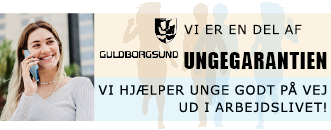 VI ER EN DEL AF
GULDBORGSUND
UNGEGARANTIEN
VI HJÆLPER UNGE GODT PÅ VEJ
UD I ARBEJDSLIVET!